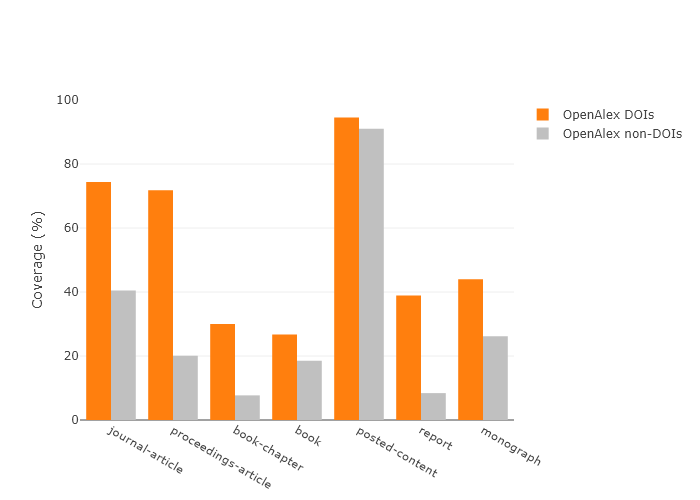 100
80
60
40
20
0
Coverage (%)
journal-article
proceedings-article
book-chapter
book
posted-content
report
monograph
OpenAlex DOIs
OpenAlex non-DOIs